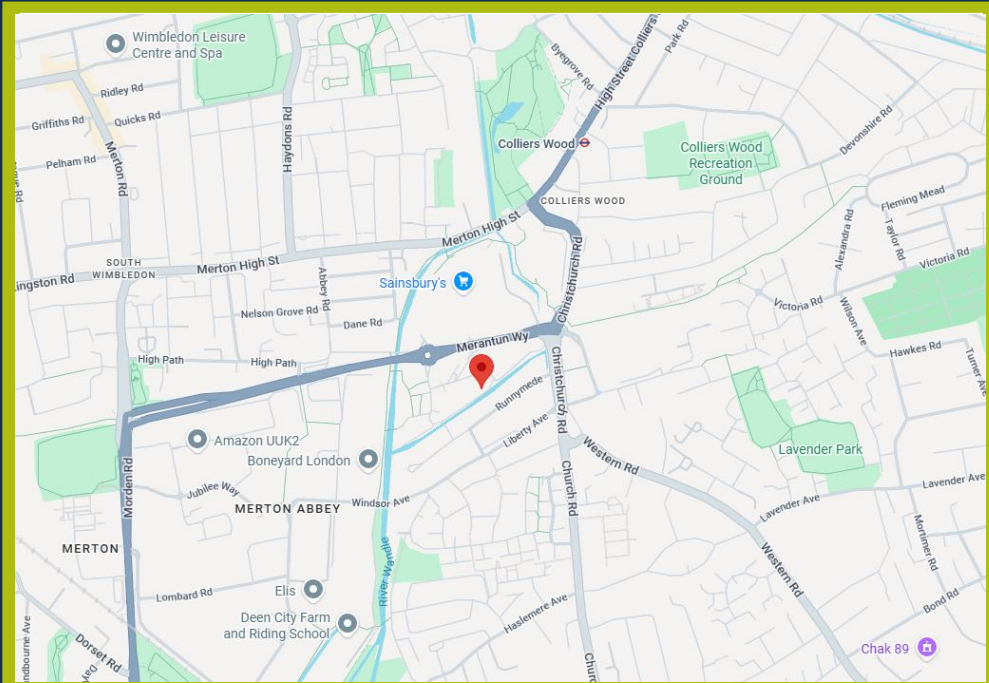 Wimbledon Leisure
Centre and Spa
Ridley Rd
Griffiths Rd
Quicks Rd
Pelham Rd
Merton Rd
Haydons Rd
Byegrove Rd
Park Rd
Colliers Wood
Colliers Wood
Recreation
Ground
Devonshire Rd
COLLIERS WOOD
Fleming Mead
Taylor Rd
Alexandra Rd
Victoria Rd
Merton High St
Merton High St
SOUTH
WIMBLEDON
Abbey Rd
Sainsbury's
Christchurch Rd
Victoria Rd
Wilson Ave
Nelson Grove Rd
Dane Rd
Merantun Wy
Hawkes Rd
Turner Ave
High Path
High Path
Christchurch Rd
Runnymede
Liberty Ave
Amazon UUK2
Boneyard London
Western Rd
Lavender Park
Morden Rd
Jubilee Way
MERTON ABBEY
Windsor Ave
Church Rd
Lavender Ave
Lavender Ave
Mortimer Rd
MERTON
River Wandle
Western Rd
Elis
Lombard Rd
Deen City Farm
and Riding School
Haslemere Ave
Bond Rd
Dorset Rd
Chak 89